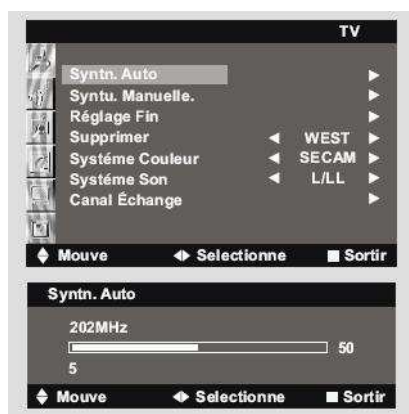 TV
Syntn. Auto
Syntu. Manuelle.
Réglage Fin
Supprimer ◀ WEST ▶
Systéme Couleur ◀ SECAM ▶
Systéme Son ◀ L/LL ▶
Canal Échange
Mouve Selectionne Sortir
Syntn. Auto
202MHz
50
5
Mouve Selectionne Sortir